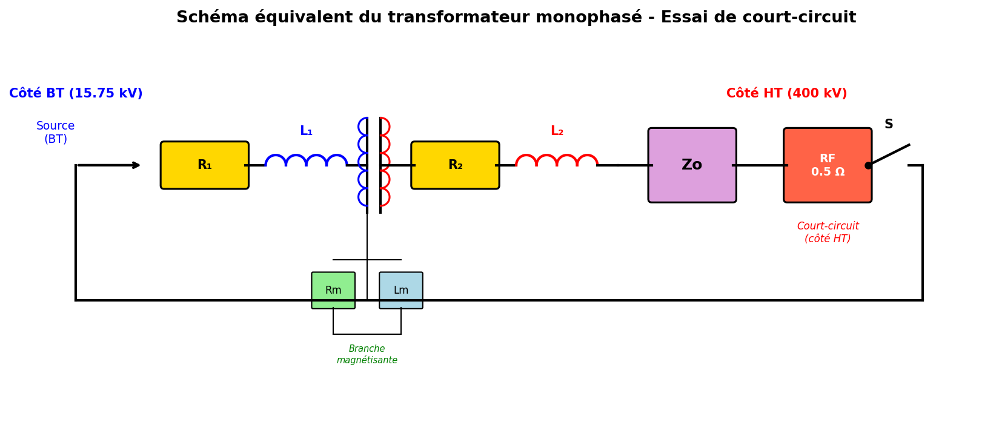 Schéma équivalent du transformateur monophasé - Essai de court-circuit
Côté BT (15.75 kV)
Côté HT (400 kV)
Source
(BT)
L₁
L₂
S
R₁
R₂
Zo
RF
0.5 Ω
Court-circuit
(côté HT)
Rm
Lm
Branche
magnétisante